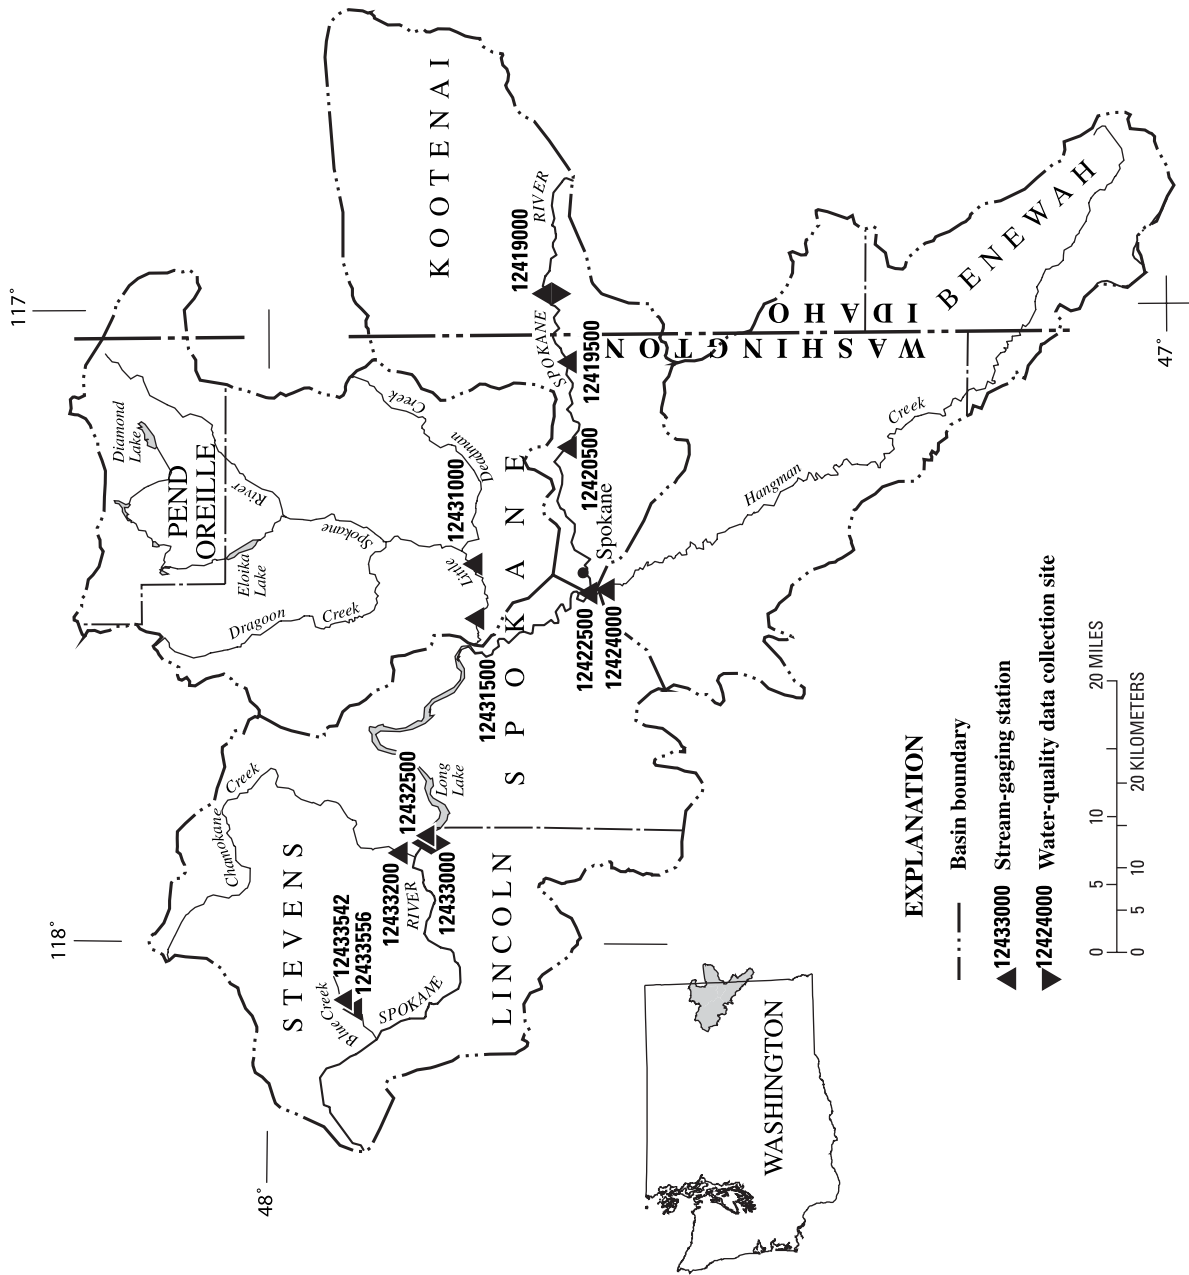 117°
118°
48°
47°
KOOTENAI
Diamond
Lake
PEND
OREILLE
River
Eloika
Lake
Spokane
Little
Dragoon
Creek
Deadman
Creek
12431000
12431500
12419000
RIVER
SPOKANE
12419500
12420500
Spokane
12422500
12424000
SPOKANE
WASHINGTON
IDAHO
BENEWAH
Hangman
Creek
Chamokane
Creek
STEVENS
12432500
Long
Lake
12433200
RIVER
12433000
12433542
12433556
Blue Creek
SPOKANE
LINCOLN
WASHINGTON
EXPLANATION
Basin boundary
12433000 Stream-gaging station
12424000 Water-quality data collection site
0 5 10 20 MILES
0 5 10 20 KILOMETERS